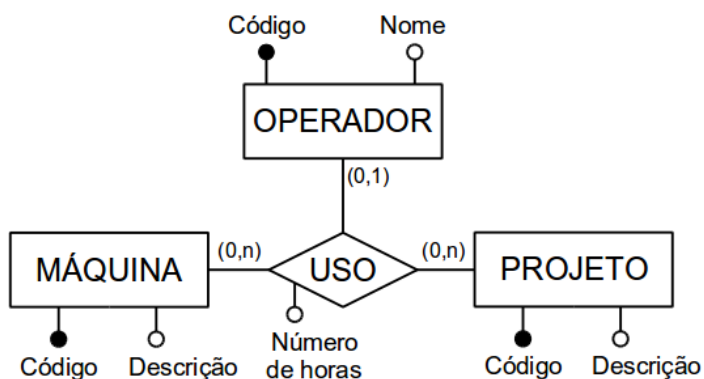 Código
Nome
OPERADOR
(0,1)
(0,n)
(0,n)
MÁQUINA
USO
PROJETO
Código
Descrição
Número
de horas
Código
Descrição